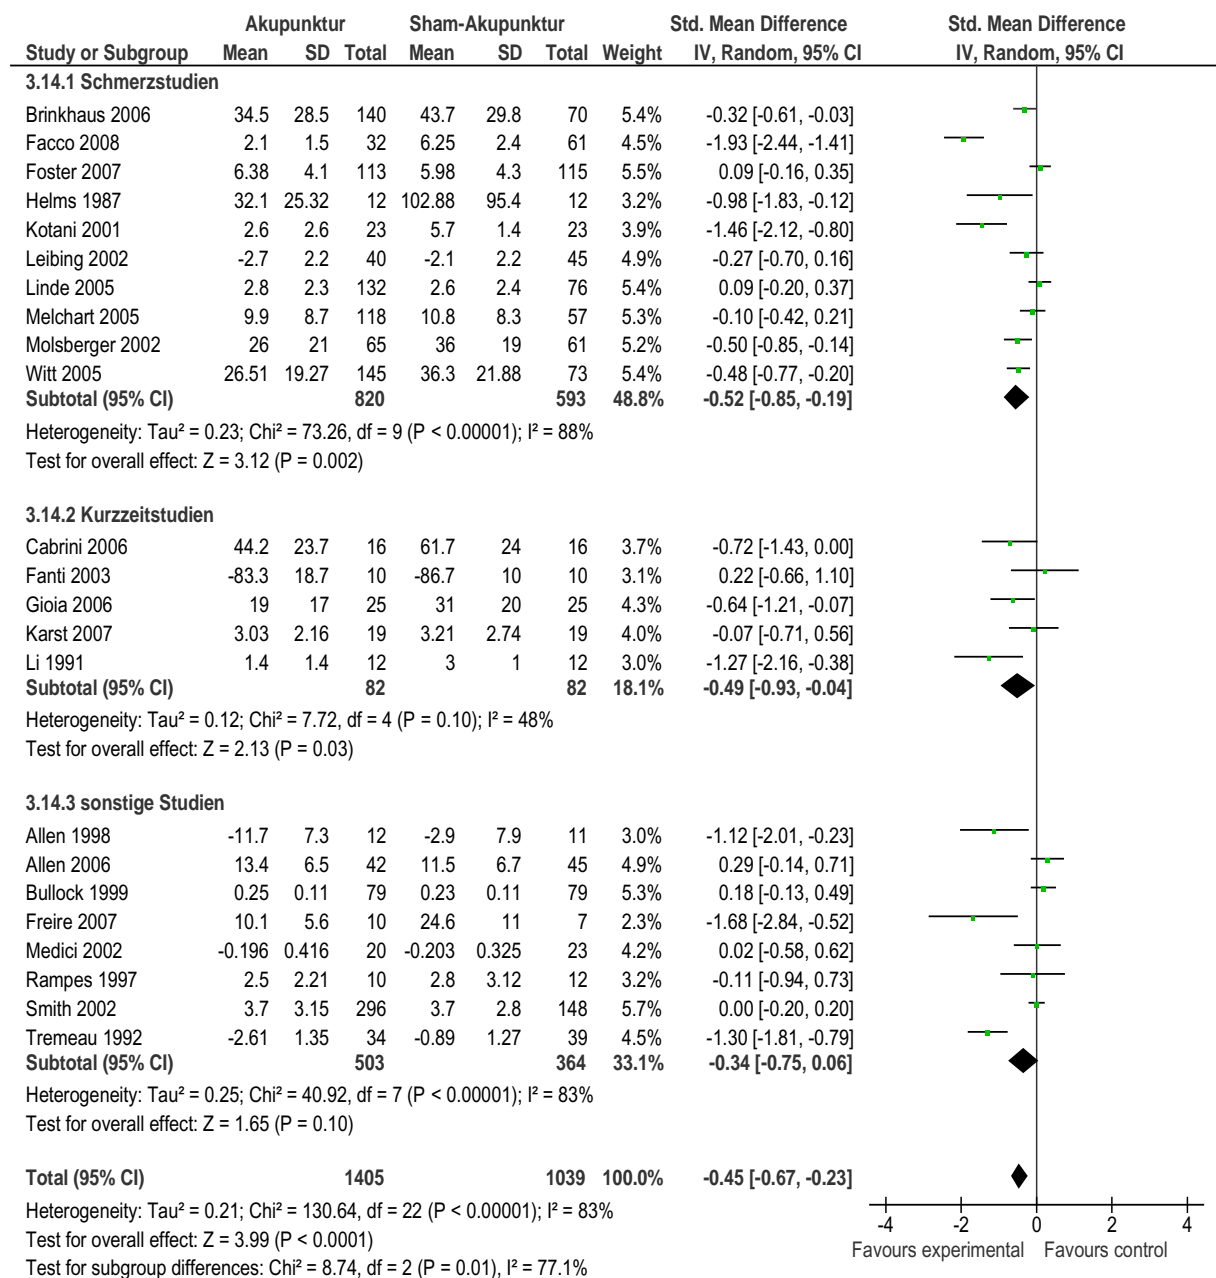 Akupunktur Sham-Akupunktur Std. Mean Difference Std. Mean Difference
Study or Subgroup Mean SD Total Mean SD Total Weight IV, Random, 95% CI IV, Random, 95% CI
3.14.1 Schmerzstudien
Brinkhaus 2006 34.5 28.5 140 43.7 29.8 70 5.4% -0.32 [-0.61, -0.03]
Facco 2008 2.1 1.5 32 6.25 2.4 61 4.5% -1.93 [-2.44, -1.41]
Foster 2007 6.38 4.1 113 5.98 4.3 115 5.5% 0.09 [-0.16, 0.35]
Helms 1987 32.1 25.32 12 102.88 95.4 12 3.2% -0.98 [-1.83, -0.12]
Kotani 2001 2.6 2.6 23 5.7 1.4 23 3.9% -1.46 [-2.12, -0.80]
Leibing 2002 -2.7 2.2 40 -2.1 2.2 45 4.9% -0.27 [-0.70, 0.16]
Linde 2005 2.8 2.3 132 2.6 2.4 76 5.4% 0.09 [-0.20, 0.37]
Melchart 2005 9.9 8.7 118 10.8 8.3 57 5.3% -0.10 [-0.42, 0.21]
Molsberger 2002 26 21 65 36 19 61 5.2% -0.50 [-0.85, -0.14]
Witt 2005 26.51 19.27 145 36.3 21.88 73 5.4% -0.48 [-0.77, -0.20]
Subtotal (95% CI) 820 593 48.8% -0.52 [-0.85, -0.19]
Heterogeneity: Tau² = 0.23; Chi² = 73.26, df = 9 (P < 0.00001); I² = 88%
Test for overall effect: Z = 3.12 (P = 0.002)
3.14.2 Kurzzeitstudien
Cabrini 2006 44.2 23.7 16 61.7 24 16 3.7% -0.72 [-1.43, 0.00]
Fanti 2003 -83.3 18.7 10 -86.7 10 10 3.1% 0.22 [-0.66, 1.10]
Gioia 2006 19 17 25 31 20 25 4.3% -0.64 [-1.21, -0.07]
Karst 2007 3.03 2.16 19 3.21 2.74 19 4.0% -0.07 [-0.71, 0.56]
Li 1991 1.4 1.4 12 3 1 12 3.0% -1.27 [-2.16, -0.38]
Subtotal (95% CI) 82 82 18.1% -0.49 [-0.93, -0.04]
Heterogeneity: Tau² = 0.12; Chi² = 7.72, df = 4 (P = 0.10); I² = 48%
Test for overall effect: Z = 2.13 (P = 0.03)
3.14.3 sonstige Studien
Allen 1998 -11.7 7.3 12 -2.9 7.9 11 3.0% -1.12 [-2.01, -0.23]
Allen 2006 13.4 6.5 42 11.5 6.7 45 4.9% 0.29 [-0.14, 0.71]
Bullock 1999 0.25 0.11 79 0.23 0.11 79 5.3% 0.18 [-0.13, 0.49]
Freire 2007 10.1 5.6 10 24.6 11 7 2.3% -1.68 [-2.84, -0.52]
Medici 2002 -0.196 0.416 20 -0.203 0.325 23 4.2% 0.02 [-0.58, 0.62]
Rampes 1997 2.5 2.21 10 2.8 3.12 12 3.2% -0.11 [-0.94, 0.73]
Smith 2002 3.7 3.15 296 3.7 2.8 148 5.7% 0.00 [-0.20, 0.20]
Tremeau 1992 -2.61 1.35 34 -0.89 1.27 39 4.5% -1.30 [-1.81, -0.79]
Subtotal (95% CI) 503 364 33.1% -0.34 [-0.75, 0.06]
Heterogeneity: Tau² = 0.25; Chi² = 40.92, df = 7 (P < 0.00001); I² = 83%
Test for overall effect: Z = 1.65 (P = 0.10)
Total (95% CI) 1405 1039 100.0% -0.45 [-0.67, -0.23]
Heterogeneity: Tau² = 0.21; Chi² = 130.64, df = 22 (P < 0.00001); I² = 83%
Test for overall effect: Z = 3.99 (P < 0.0001)
Test for subgroup differences: Chi² = 8.74, df = 2 (P = 0.01), I² = 77.1%
-4 -2 0 2 4
Favours experimental Favours control